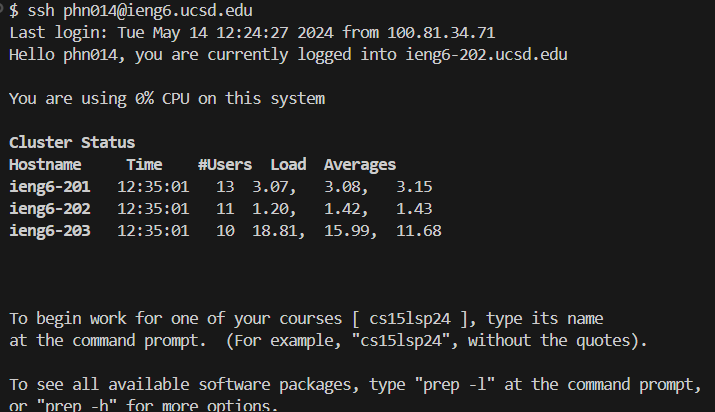 $ ssh phn014@ieng6.ucsd.edu
Last login: Tue May 14 12:24:27 2024 from 100.81.34.71
Hello phn014, you are currently logged into ieng6-202.ucsd.edu
You are using 0% CPU on this system
Cluster Status
Hostname     Time    #Users  Load  Averages
ieng6-201   12:35:01   13  3.07,   3.08,   3.15
ieng6-202   12:35:01   11  1.20,   1.42,   1.43
ieng6-203   12:35:01   10  18.81,  15.99,  11.68
To begin work for one of your courses [ cs15lsp24 ], type its name
at the command prompt.  (For example, "cs15lsp24", without the quotes).
To see all available software packages, type "prep -l" at the command prompt,
or "prep -h" for more options.